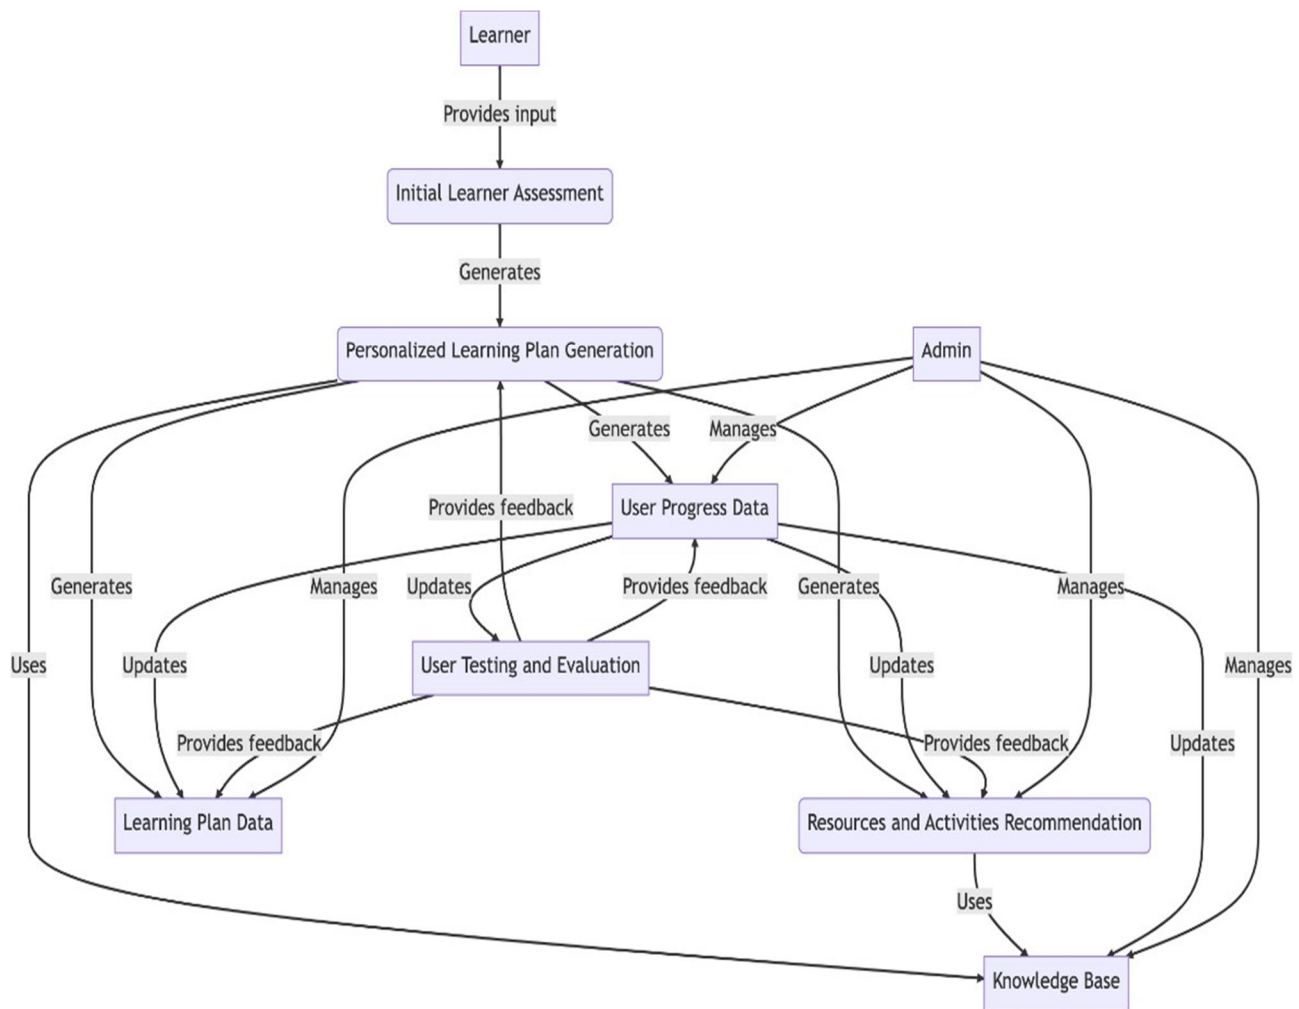 Learner
Provides input
Initial Learner Assessment
Generates
Personalized Learning Plan Generation
Admin
Generates
Manages
Provides feedback
User Progress Data
Generates
Manages
Updates
Provides feedback
Generates
Manages
Uses
Updates
User Testing and Evaluation
Updates
Manages
Provides feedback
Provides feedback
Updates
Learning Plan Data
Resources and Activities Recommendation
Uses
Knowledge Base